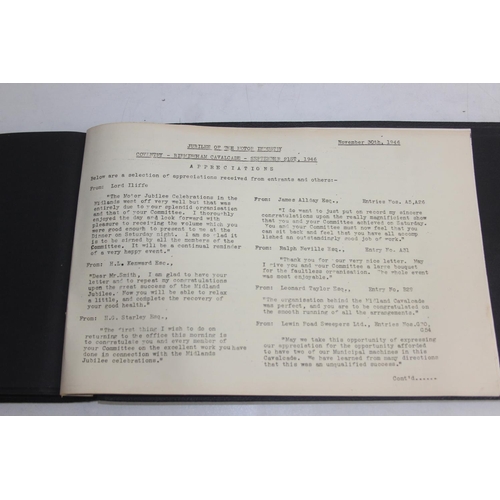 November 30th, 1946
JUBILEE OF THE MOTOR INDUSTRY
COVENTRY - BIRMINGHAM CAVALCADE - SEPTEMBER 21ST, 1946
APPRECIATIONS
Below are a selection of appreciations received from entrants and others:-
From: Lord Iliffe
"The Motor Jubilee Celebrations in the
Midlands went off very well but that was
entirely due to your splendid organisation
and that of your Committee. I thoroughly
enjoyed the day and look forward with
pleasure to receiving the volume which you
were good enough to present to me at the
Dinner on Saturday night. I am so glad it
is to be signed by all the members of the
Committee. It will be a continual reminder
of a very happy event."
From: H.L. Kenward Esq.,
"Dear Mr. Smith, I am glad to have your
letter and to repeat my congratulations
upon the great success of the Midland
Jubilee. Now you will be able to relax
a little, and complete the recovery of
your good health."
From: H.G. Starley Esq.,
"The first thing I wish to do on
returning to the office this morning is
to congratulate you and every member of
your Committee on the excellent work you have
done in connection with the Midlands
Jubilee celebrations."
From: James Allday Esq., Entries Nos.
"I do want to just put on record my sincere
congratulations upon the really magnificent show
that you and your Committee achieved on Saturday.
You and your Committee must now feel that you
can sit back and feel that you have all accomp
lished an outstandingly good job of work."
From: Ralph Saville Esq., Entry No.
"Thank you for your very nice letter. May
I give you and your Committee a large bouquet
for the faultless organisation. The whole event
was most enjoyable."
From: Leonard Taylor Esq., Entry No.
"The organisation behind the Midland Cavalcade
was perfect, and you are to be congratulated on
the smooth running of all the arrangements."
From: Lewin Road Sweepers Ltd., Entries Nos.
"May we take this opportunity of expressing
our appreciation for the opportunity afforded
to have two of our Municipal machines in this
Cavalcade. We have learned from many directions
that this was an unqualified success."
Cont'd......